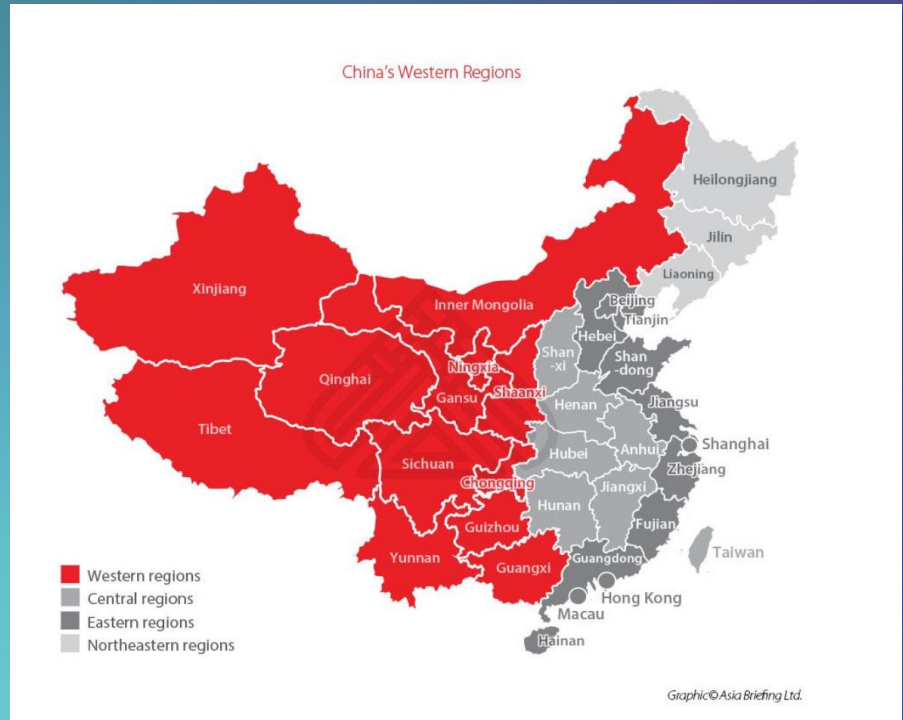 China's Western Regions
Heilongjiang
Jilin
Liaoning
Xinjiang
Inner Mongolia
Beijing
Tianjin
Hebei
Shan
-xi
Shan
-dong
Ningxia
Qinghai
Gansu
Shaanxi
Henan
Jiangsu
Tibet
Shanghai
Anhui
Hubei
Zhejiang
Sichuan
Chongqing
Jiangxi
Hunan
Guizhou
Fujian
Taiwan
Yunnan
Guangxi
Guangdong
Hong Kong
Macau
Hainan
Western regions
Central regions
Eastern regions
Northeastern regions
Graphic© Asia Briefing Ltd.